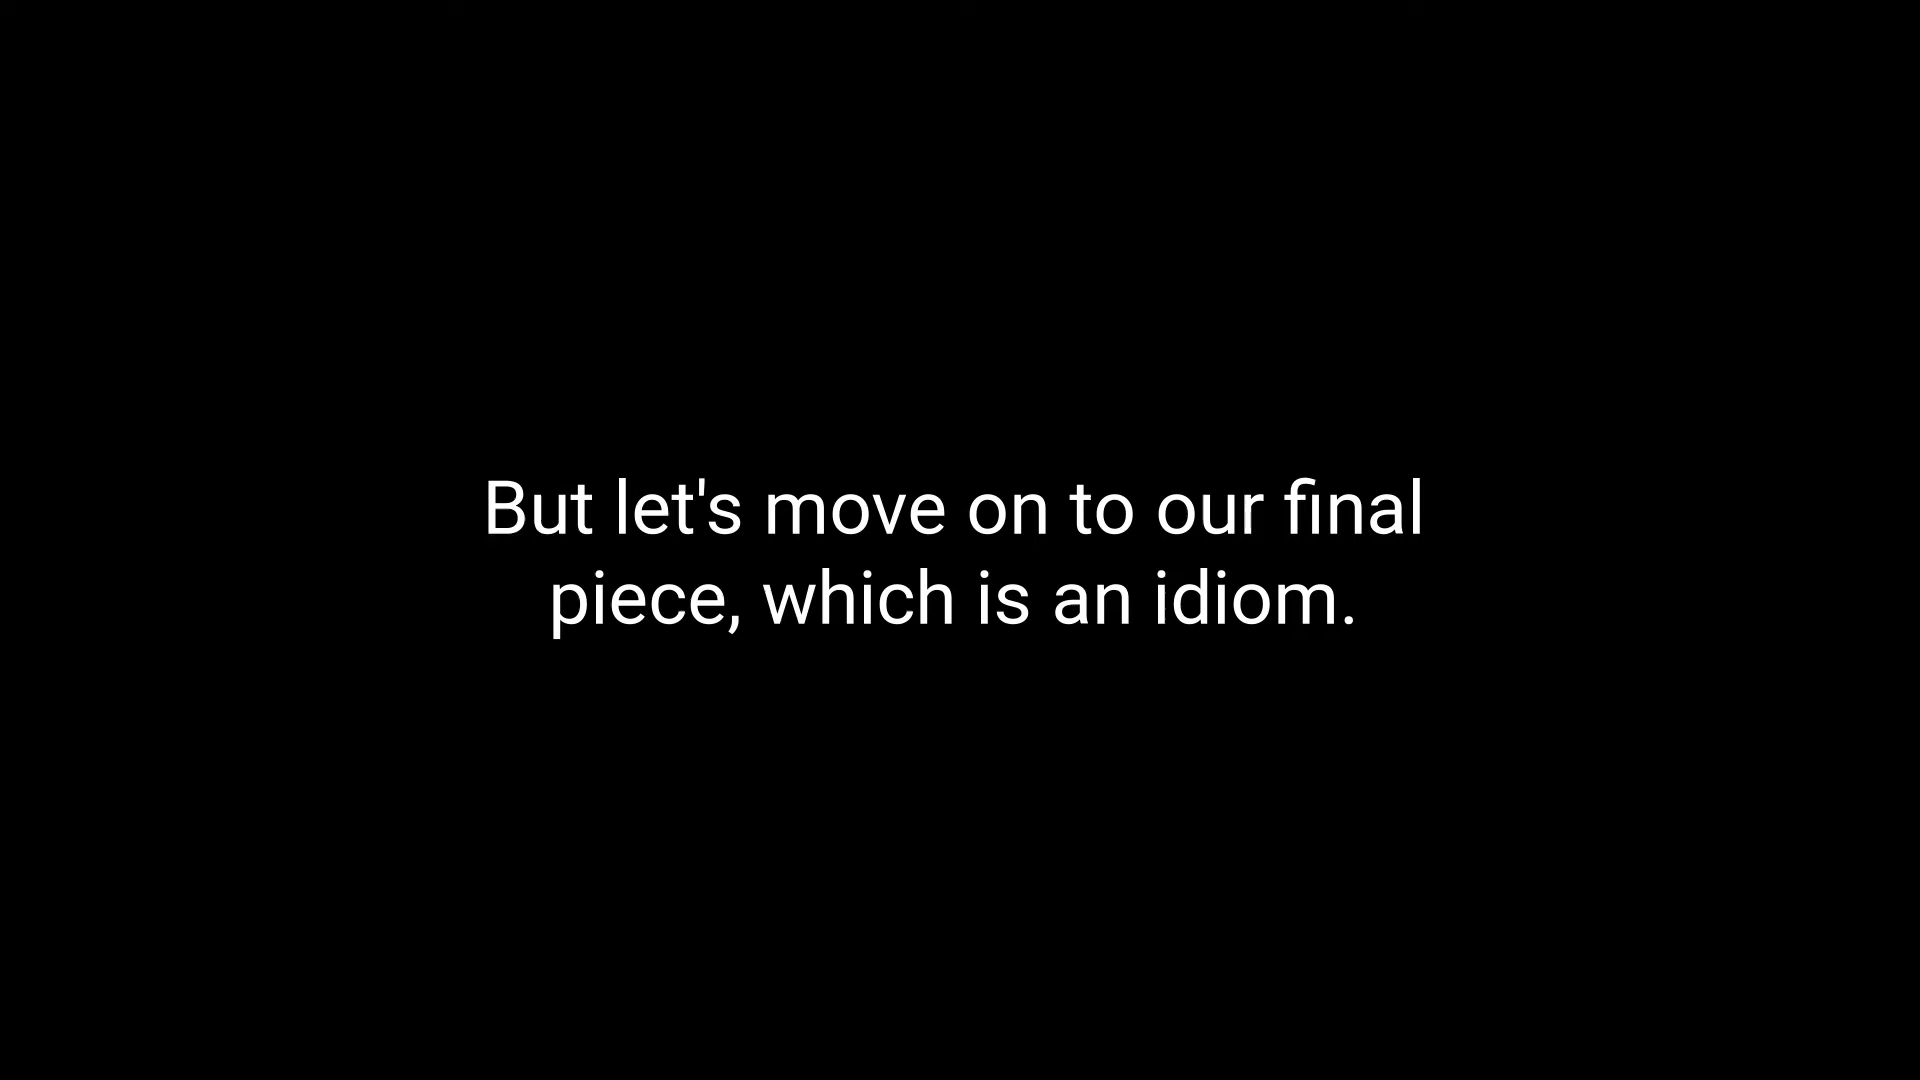 But let's move on to our final
piece, which is an idiom.